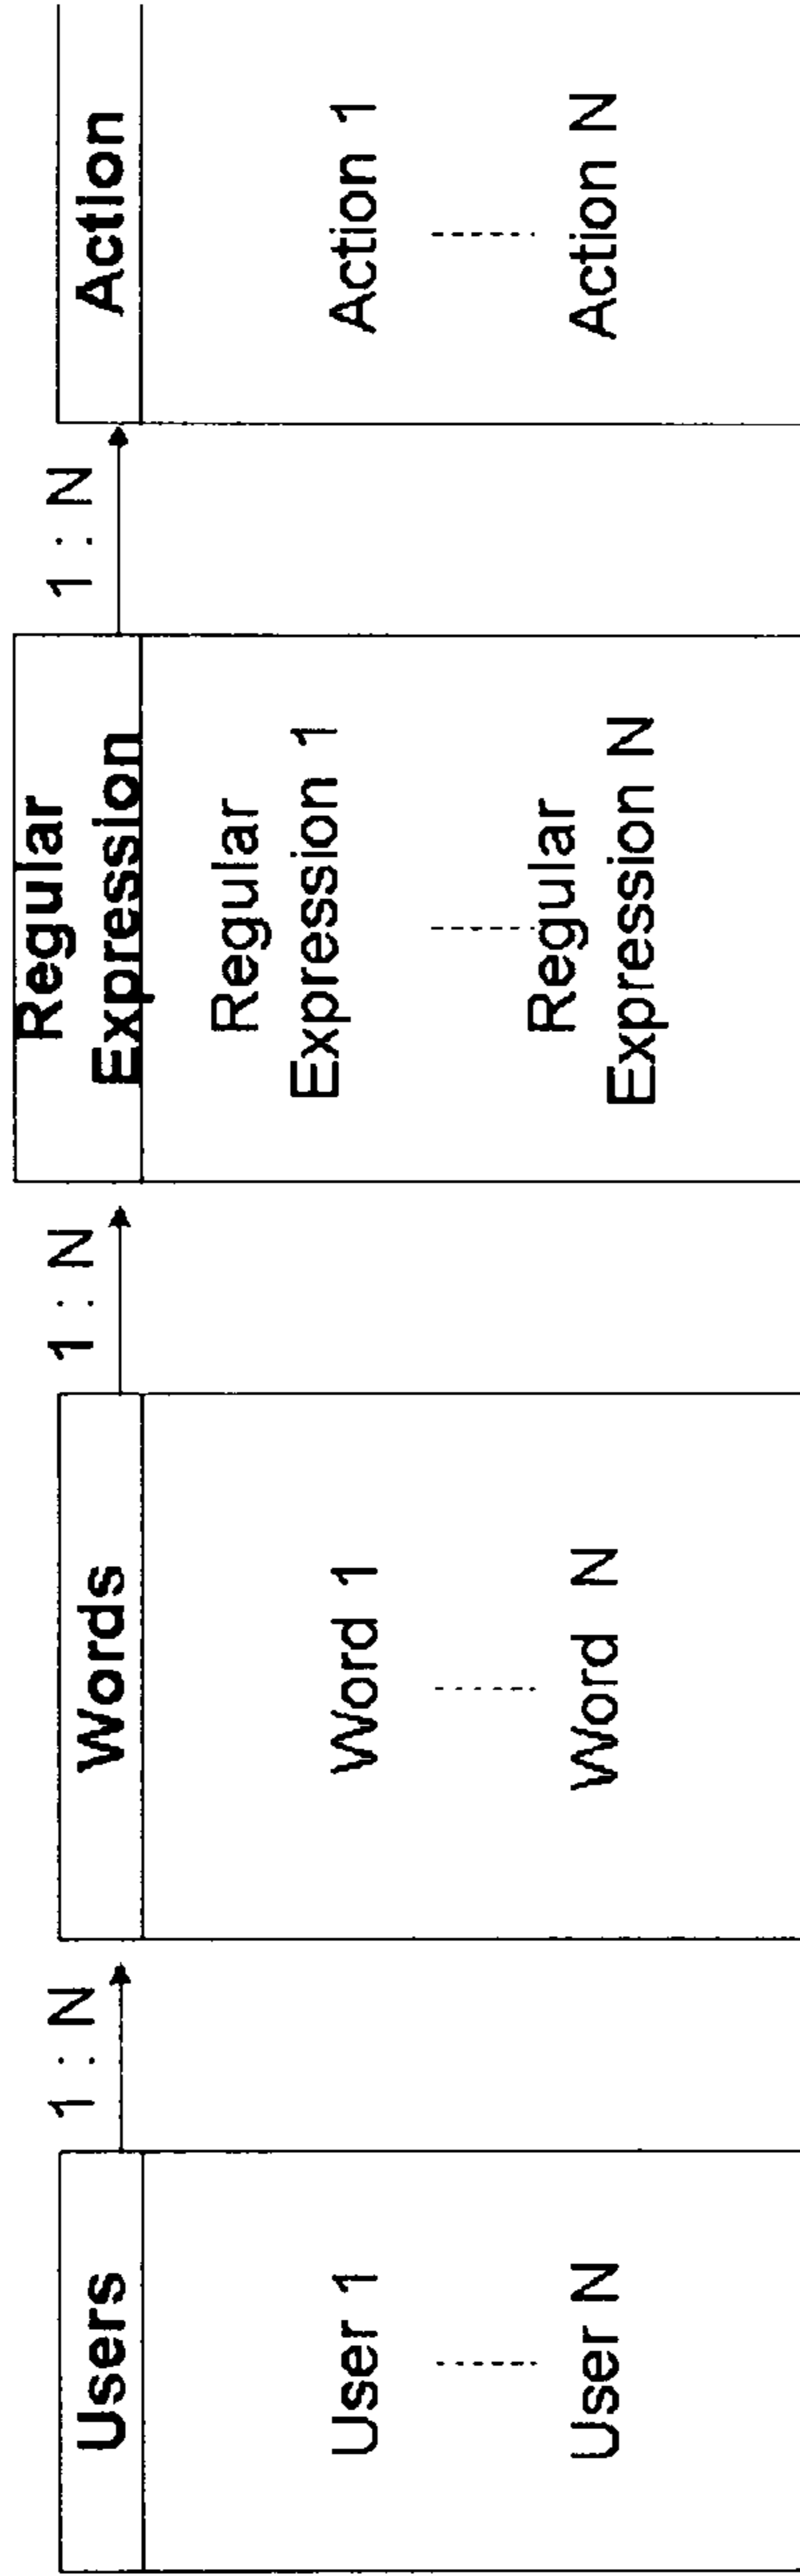 Users
User 1
User N
1 : N
Words
Word 1
Word N
1 : N
Regular
Expression
Regular
Expression 1
Regular
Expression N
1 : N
Action
Action 1
Action N